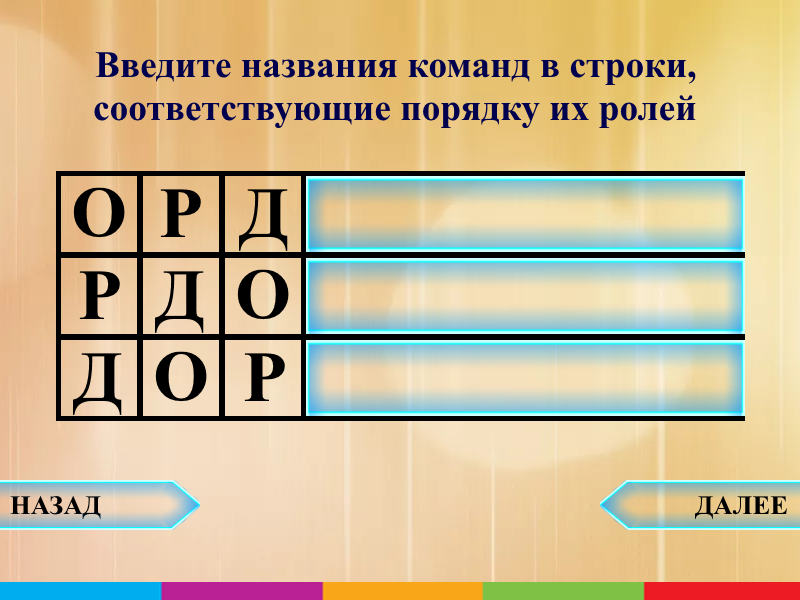 Введите названия команд в строки,
соответствующие порядку их ролей
О Р Д
Р Д О
Д О Р
НАЗАД
ДАЛЕЕ